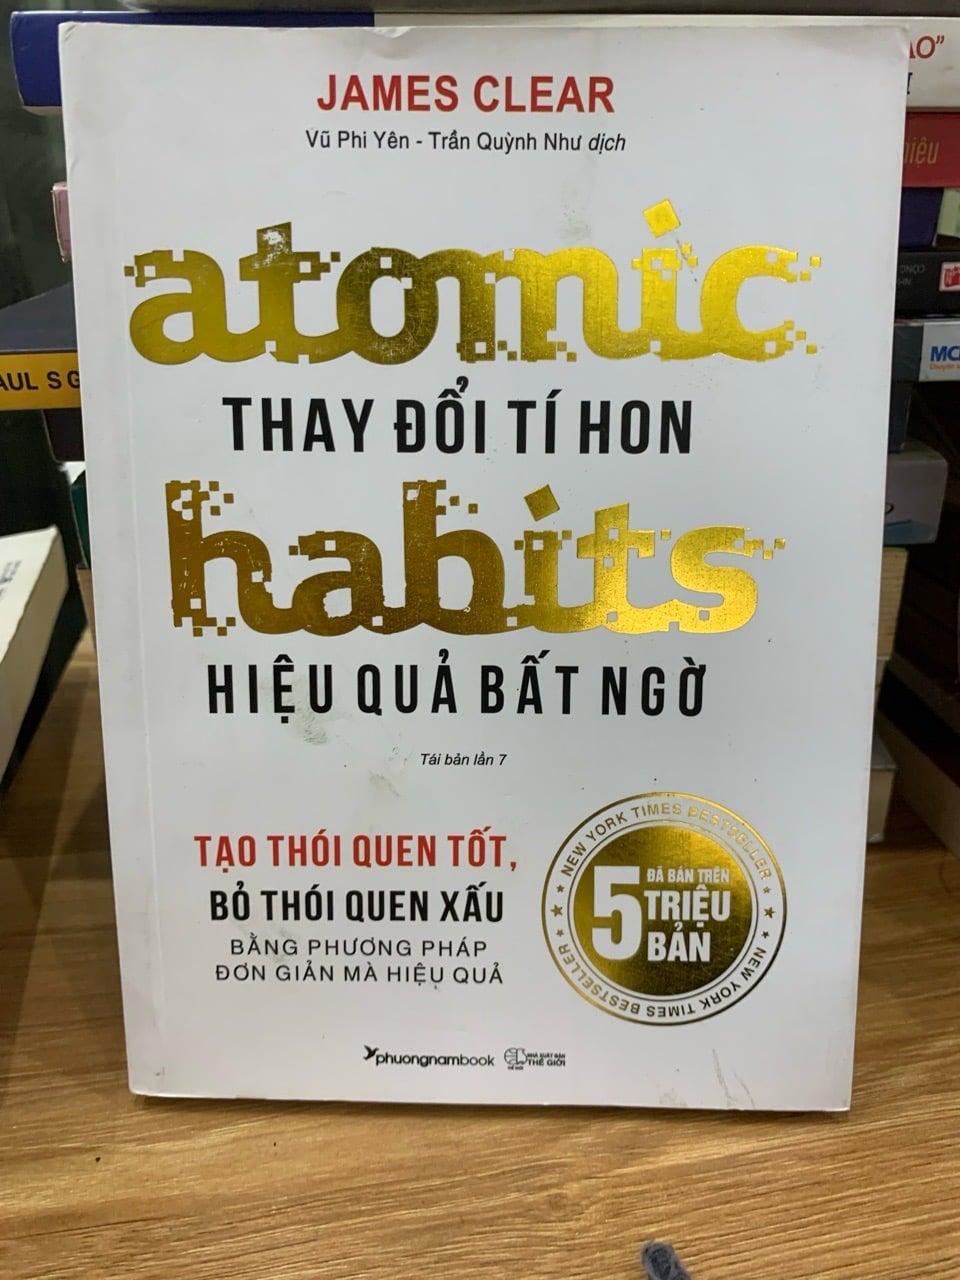 JAMES CLEAR
Vũ Phi Yên - Trần Quỳnh Như dịch
atomic
THAY ĐỔI TÍ HON
habits
HIỆU QUẢ BẤT NGỜ
Tái bản lần 7
TẠO THÓI QUEN TỐT,
BỎ THÓI QUEN XẤU
BẰNG PHƯƠNG PHÁP
ĐƠN GIẢN MÀ HIỆU QUẢ
NEW YORK TIMES BESTSELLER
ĐÃ BÁN TRÊN
5 TRIỆU
BẢN
NEW YORK TIMES BESTSELLER
phuongnambook
NHÀ XUẤT BẢN
THẾ GIỚI
AUL S G